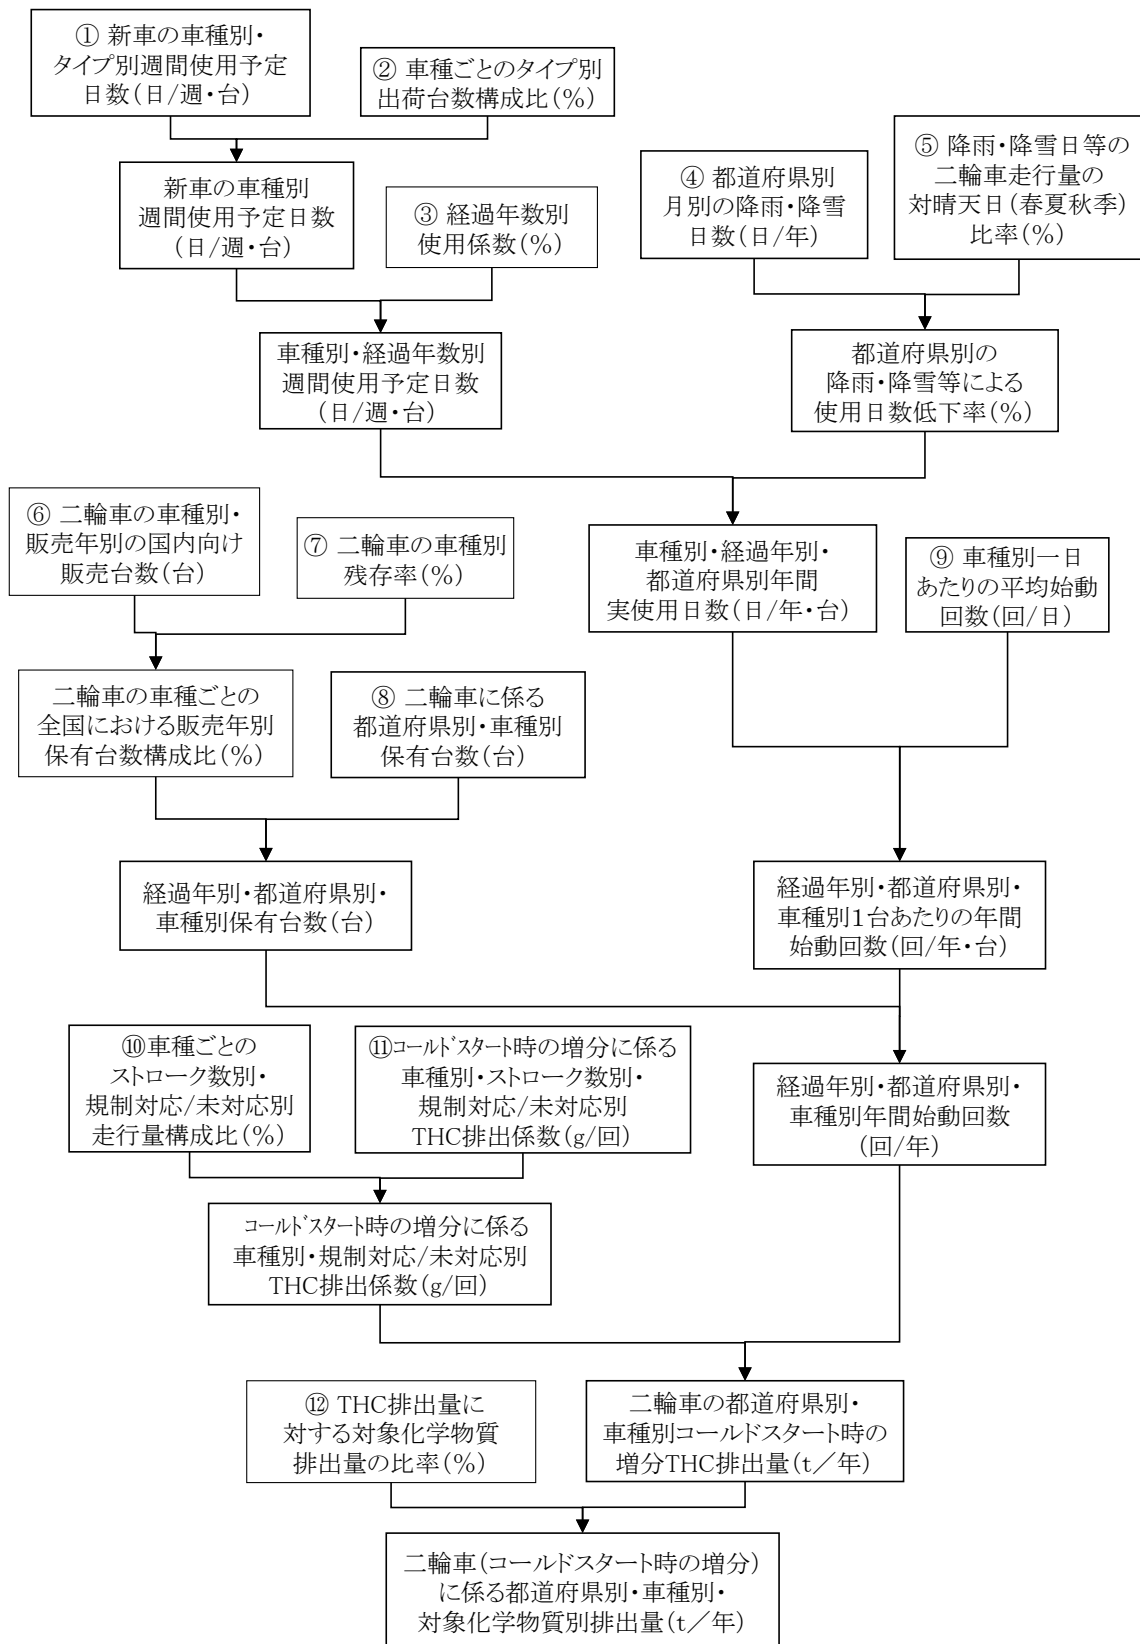 ① 新車の車種別・
タイプ別週間使用予定
日数(日/週・台)
② 車種ごとのタイプ別
出荷台数構成比(%)
新車の車種別
週間使用予定日数
(日/週・台)
③ 経過年数別
使用係数(%)
④ 都道府県別
月別の降雨・降雪
日数(日/年)
⑤ 降雨・降雪日等の
二輪車走行量の
対晴天日(春夏秋季)
比率(%)
車種別・経過年数別
週間使用予定日数
(日/週・台)
都道府県別の
降雨・降雪等による
使用日数低下率(%)
⑥ 二輪車の車種別・
販売年別の国内向け
販売台数(台)
⑦ 二輪車の車種別
残存率(%)
車種別・経過年別・
都道府県別年間
実使用日数(日/年・台)
⑨ 車種別一日
あたりの平均始動
回数(回/日)
二輪車の車種ごとの
全国における販売年別
保有台数構成比(%)
⑧ 二輪車に係る
都道府県別・車種別
保有台数(台)
経過年別・都道府県別・
車種別保有台数(台)
経過年別・都道府県別・
車種別1台あたりの年間
始動回数(回/年・台)
⑩車種ごとの
ストローク数別・
規制対応/未対応別
走行量構成比(%)
⑪コールドスタート時の増分に係る
車種別・ストローク数別・
規制対応/未対応別
THC排出係数(g/回)
経過年別・都道府県別・
車種別年間始動回数
(回/年)
コールドスタート時の増分に係る
車種別・規制対応/未対応別
THC排出係数(g/回)
⑫ THC排出量に
対する対象化学物質
排出量の比率(%)
二輪車の都道府県別・
車種別コールドスタート時の
増分THC排出量(t/年)
二輪車(コールドスタート時の増分)
に係る都道府県別・車種別・
対象化学物質別排出量(t/年)